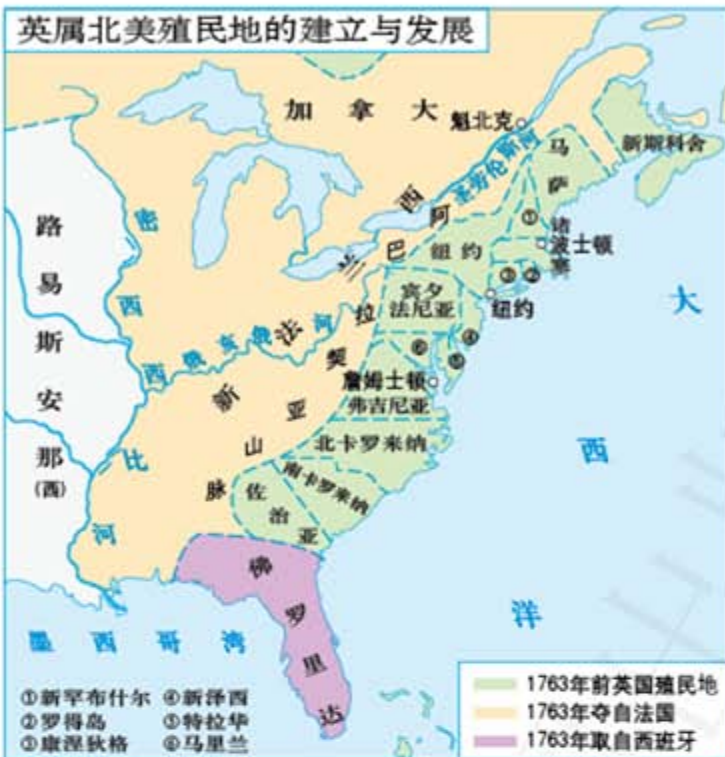 英属北美殖民地的建立与发展
加拿大
魁北克
圣劳伦斯河
新斯科舍
马萨诸塞
①
波士顿
纽约
③
②
纽约
宾夕
法尼亚
④
⑤
⑥
詹姆士顿
弗吉尼亚
北卡罗来纳
南卡罗来纳
佐治亚
阿巴拉契亚山脉
新法兰西
俄亥俄河
密西西比河
路易斯安那
(西)
佛罗里达
墨西哥湾
大西洋
①新罕布什尔 ④新泽西
②罗得岛 ⑤特拉华
③康涅狄格 ⑥马里兰
1763年前英国殖民地
1763年夺自法国
1763年取自西班牙